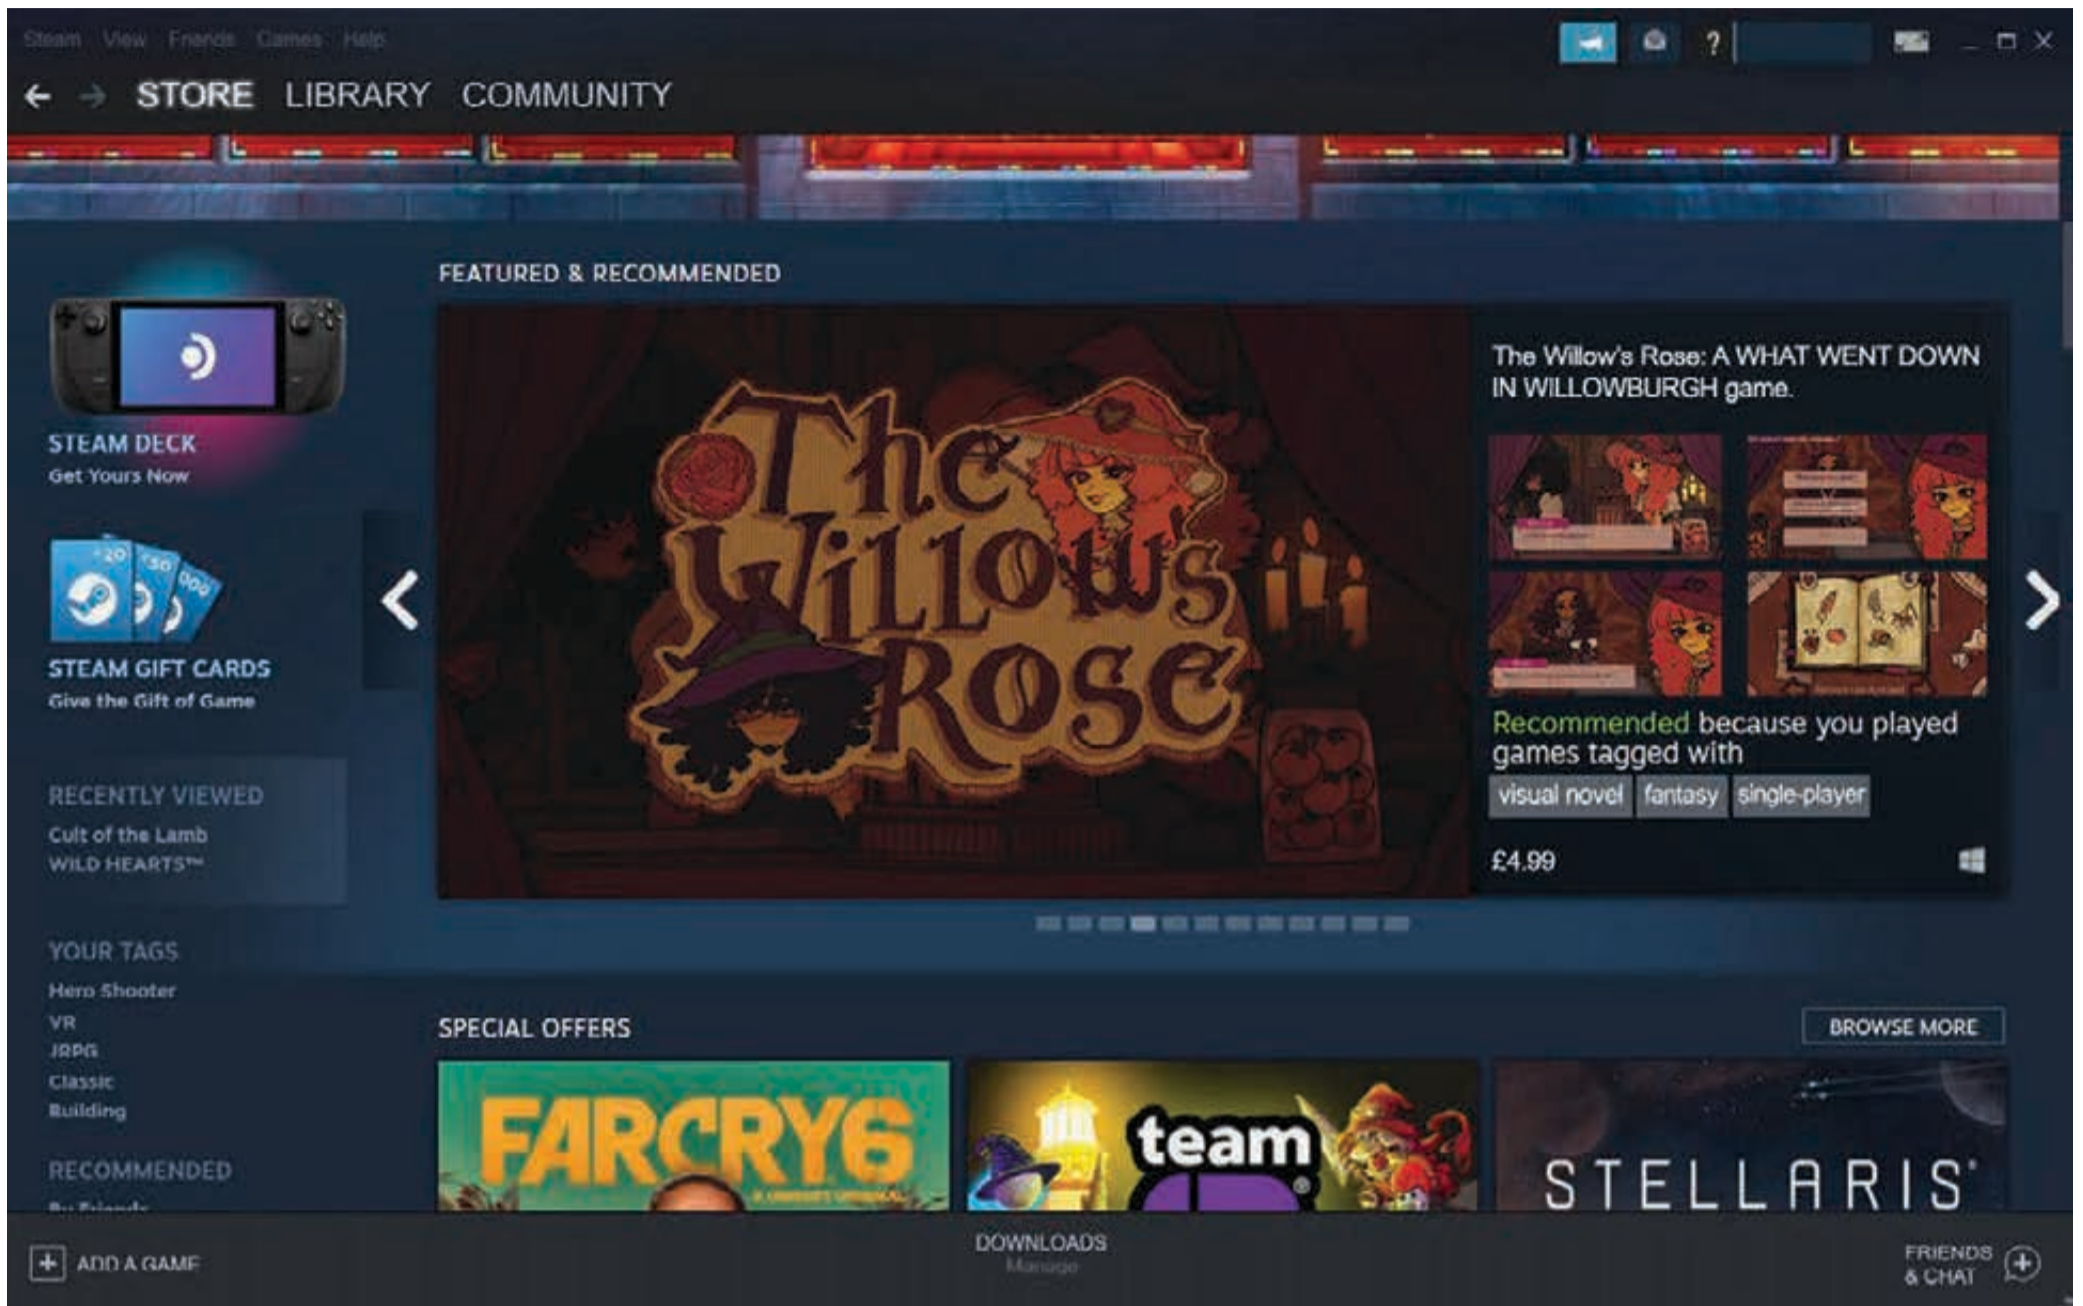 Steam View Friends Games Help
?
STORE LIBRARY COMMUNITY
FEATURED & RECOMMENDED
STEAM DECK
Get Yours Now
STEAM GIFT CARDS
Give the Gift of Game
RECENTLY VIEWED
Cult of the Lamb
WILD HEARTS™
YOUR TAGS
Hero Shooter
VR
JRPG
Classic
Building
RECOMMENDED
By Friends
The
Willow's
Rose
The Willow's Rose: A WHAT WENT DOWN
IN WILLOWBURGH game.
Recommended because you played
games tagged with
visual novel fantasy single-player
£4.99
SPECIAL OFFERS
BROWSE MORE
FARCRY6
team
STELLARIS
ADD A GAME
DOWNLOADS
Manage
FRIENDS
& CHAT